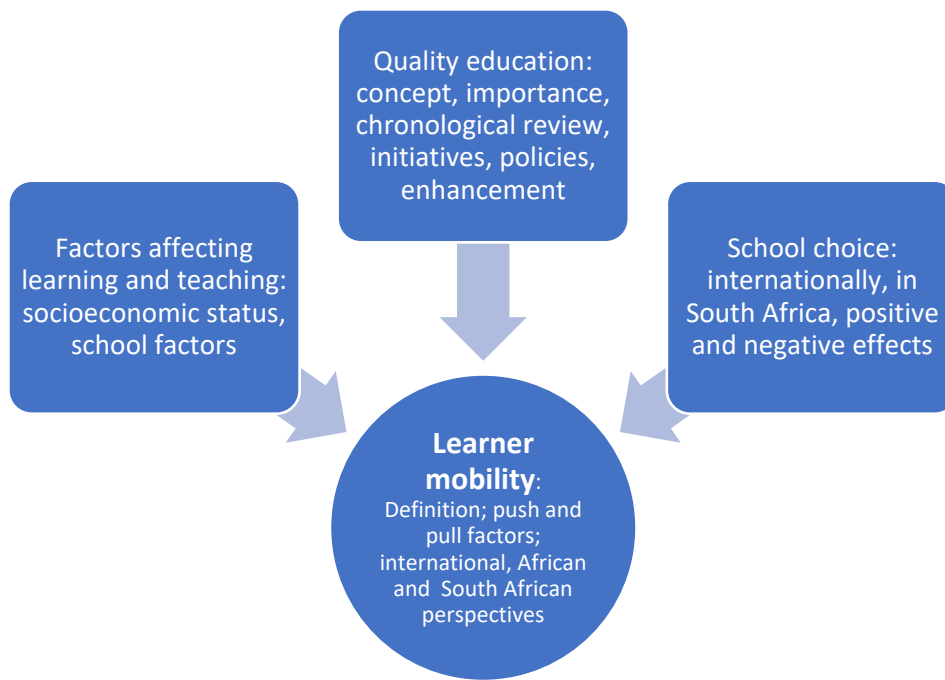 Quality education:
concept, importance,
chronological review,
initiatives, policies,
enhancement
Factors affecting
learning and teaching:
socioeconomic status,
school factors
School choice:
internationally, in
South Africa, positive
and negative effects
Learner
mobility:
Definition; push and
pull factors;
international, African
and South African
perspectives